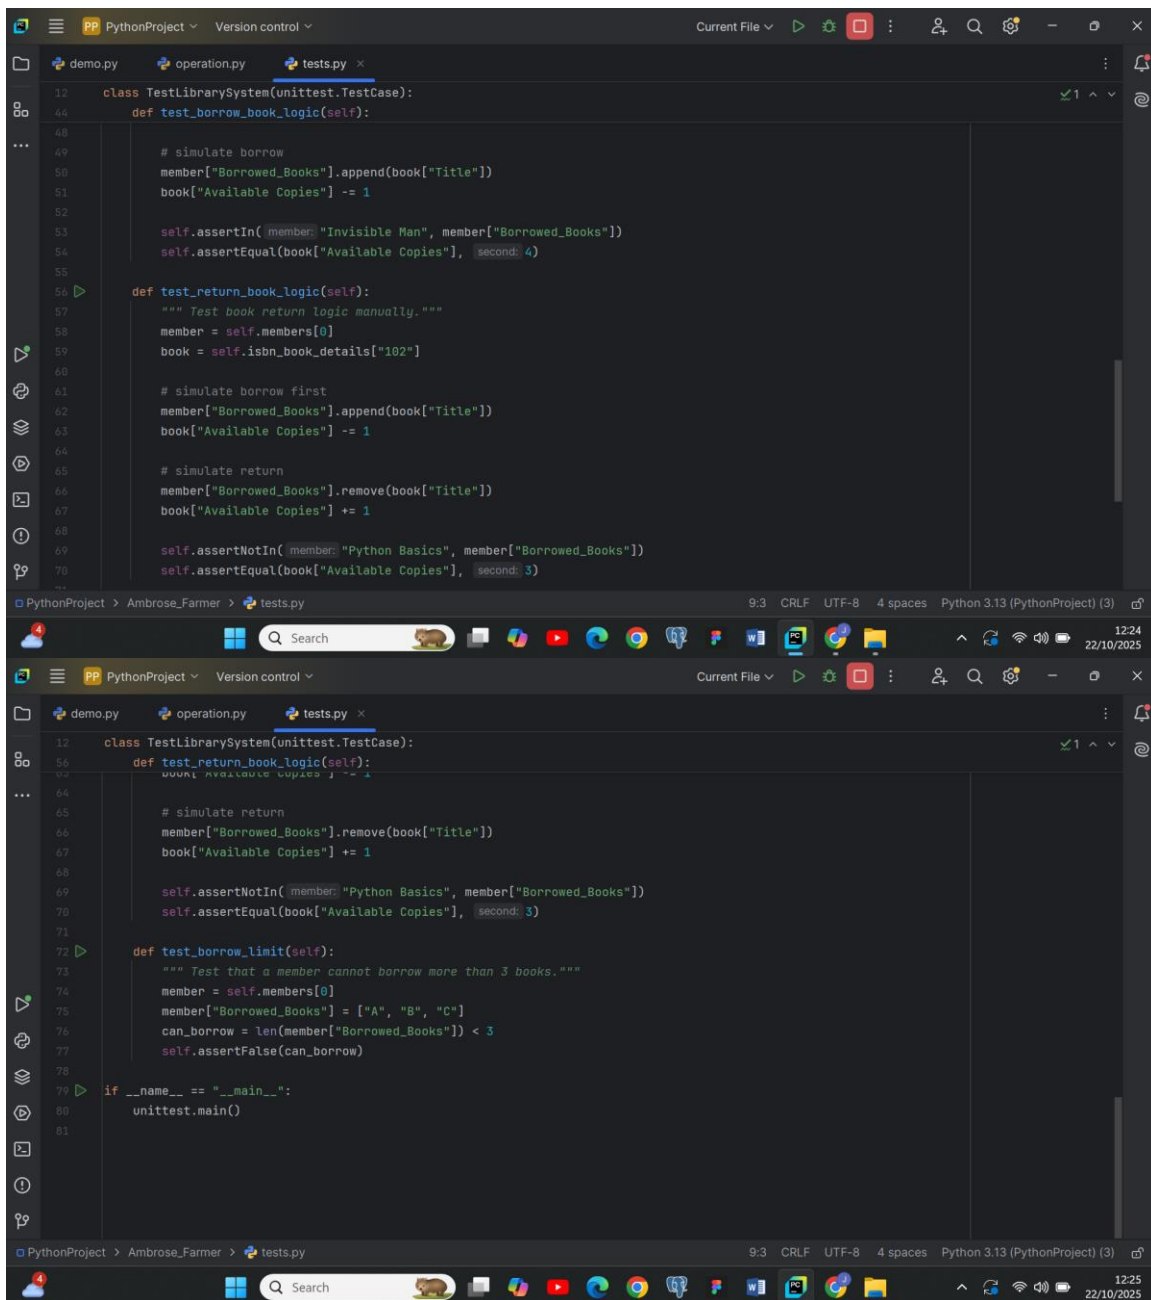 PP PythonProject Version control Current File
demo.py operation.py tests.py
12 class TestLibrarySystem(unittest.TestCase): 1
44 def test_borrow_book_logic(self):
48
49 # simulate borrow
50 member["Borrowed_Books"].append(book["Title"])
51 book["Available Copies"] -= 1
52
53 self.assertIn( member: "Invisible Man", member["Borrowed_Books"])
54 self.assertEqual(book["Available Copies"], second: 4)
55
56 def test_return_book_logic(self):
57 """ Test book return logic manually."""
58 member = self.members[0]
59 book = self.isbn_book_details["102"]
60
61 # simulate borrow first
62 member["Borrowed_Books"].append(book["Title"])
63 book["Available Copies"] -= 1
64
65 # simulate return
66 member["Borrowed_Books"].remove(book["Title"])
67 book["Available Copies"] += 1
68
69 self.assertNotIn( member: "Python Basics", member["Borrowed_Books"])
70 self.assertEqual(book["Available Copies"], second: 3)
PythonProject > Ambrose_Farmer > tests.py 9:3 CRLF UTF-8 4 spaces Python 3.13 (PythonProject) (3)
4 Search 12:24
22/10/2025
PP PythonProject Version control Current File
demo.py operation.py tests.py
12 class TestLibrarySystem(unittest.TestCase): 1
56 def test_return_book_logic(self):
63 book["Available Copies"] -= 1
64
65 # simulate return
66 member["Borrowed_Books"].remove(book["Title"])
67 book["Available Copies"] += 1
68
69 self.assertNotIn( member: "Python Basics", member["Borrowed_Books"])
70 self.assertEqual(book["Available Copies"], second: 3)
71
72 def test_borrow_limit(self):
73 """ Test that a member cannot borrow more than 3 books."""
74 member = self.members[0]
75 member["Borrowed_Books"] = ["A", "B", "C"]
76 can_borrow = len(member["Borrowed_Books"]) < 3
77 self.assertFalse(can_borrow)
78
79 if __name__ == "__main__":
80 unittest.main()
81
PythonProject > Ambrose_Farmer > tests.py 9:3 CRLF UTF-8 4 spaces Python 3.13 (PythonProject) (3)
4 Search 12:25
22/10/2025